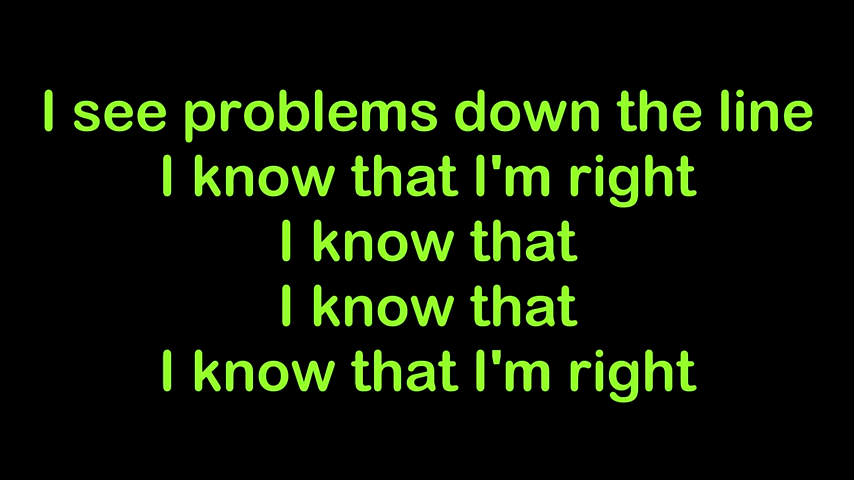 I see problems down the line
I know that I'm right
I know that
I know that
I know that I'm right